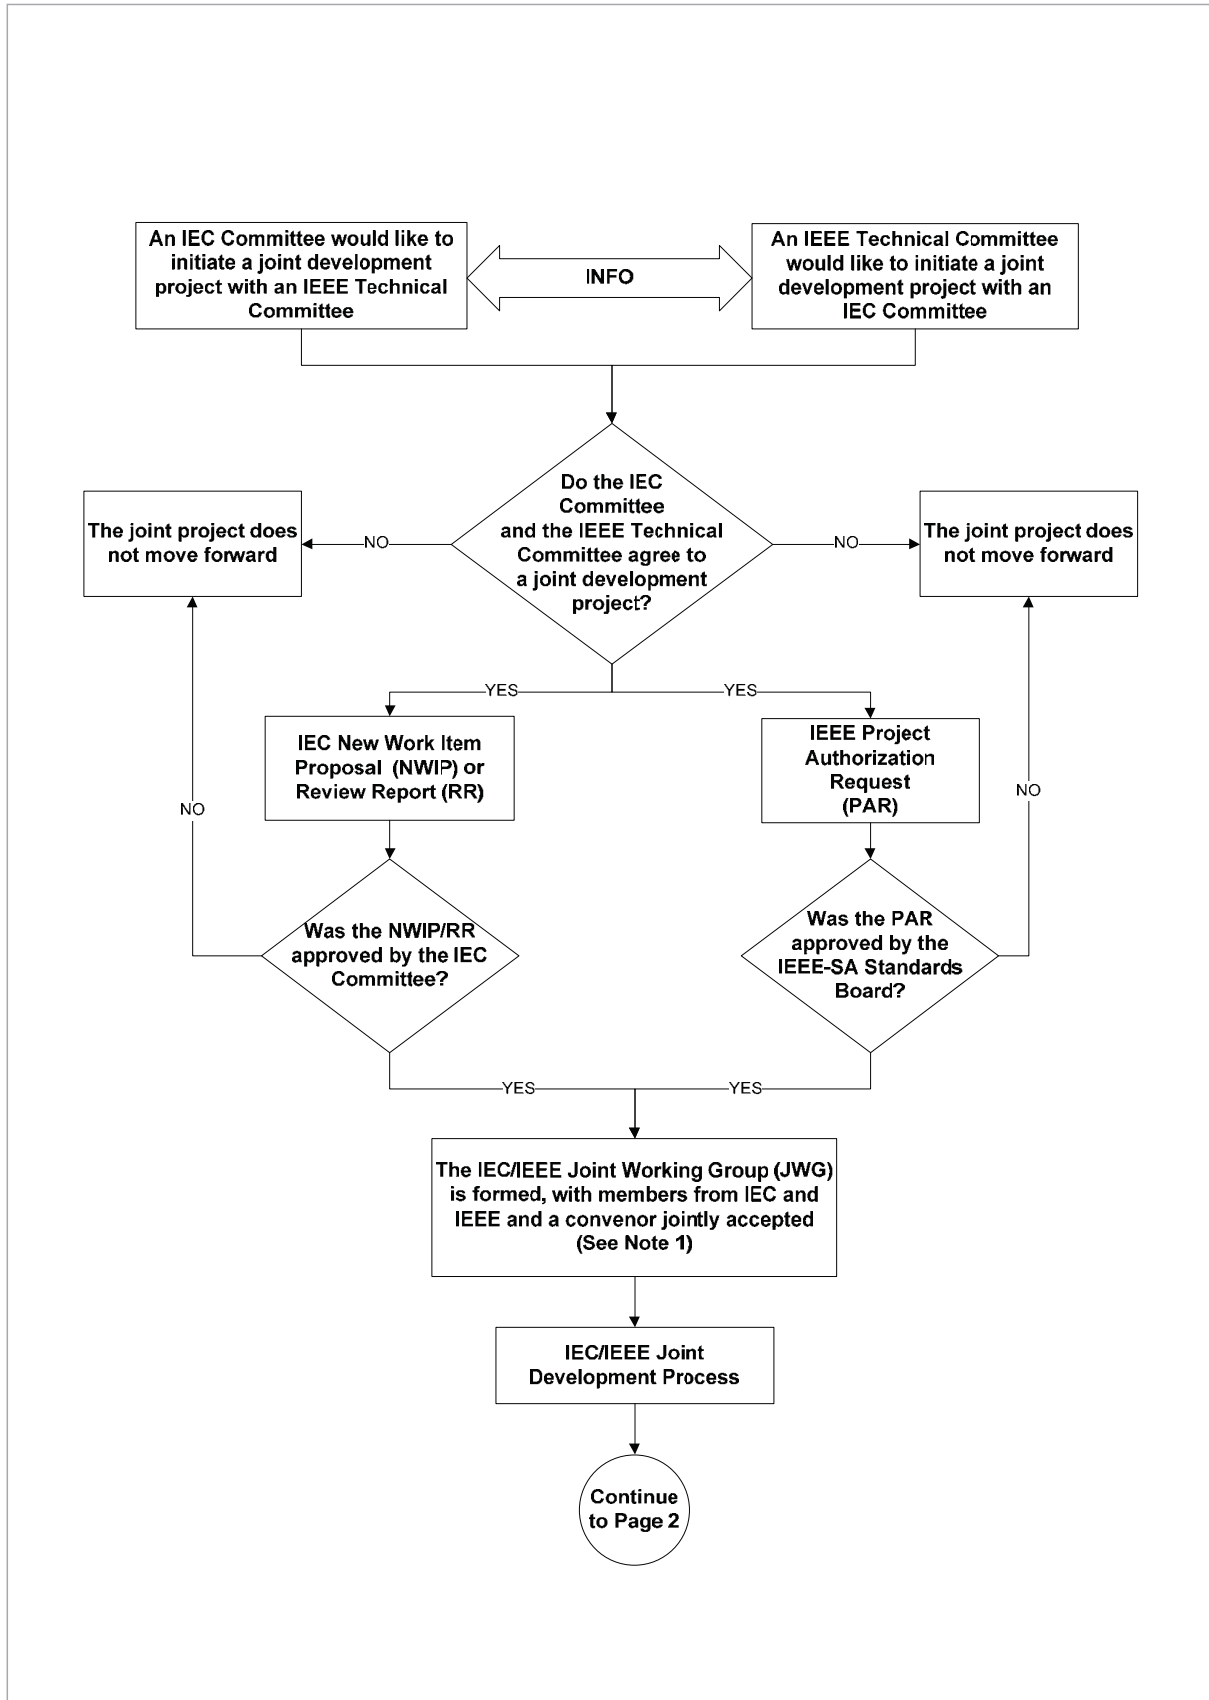 An IEC Committee would like to
initiate a joint development
project with an IEEE Technical
Committee
INFO
An IEEE Technical Committee
would like to initiate a joint
development project with an
IEC Committee
Do the IEC
Committee
and the IEEE Technical
Committee agree to
a joint development
project?
The joint project does
not move forward
NO
NO
The joint project does
not move forward
YES
YES
IEC New Work Item
Proposal (NWIP) or
Review Report (RR)
IEEE Project
Authorization
Request
(PAR)
NO
NO
Was the NWIP/RR
approved by the IEC
Committee?
Was the PAR
approved by the
IEEE-SA Standards
Board?
YES
YES
The IEC/IEEE Joint Working Group (JWG)
is formed, with members from IEC and
IEEE and a convenor jointly accepted
(See Note 1)
IEC/IEEE Joint
Development Process
Continue
to Page 2